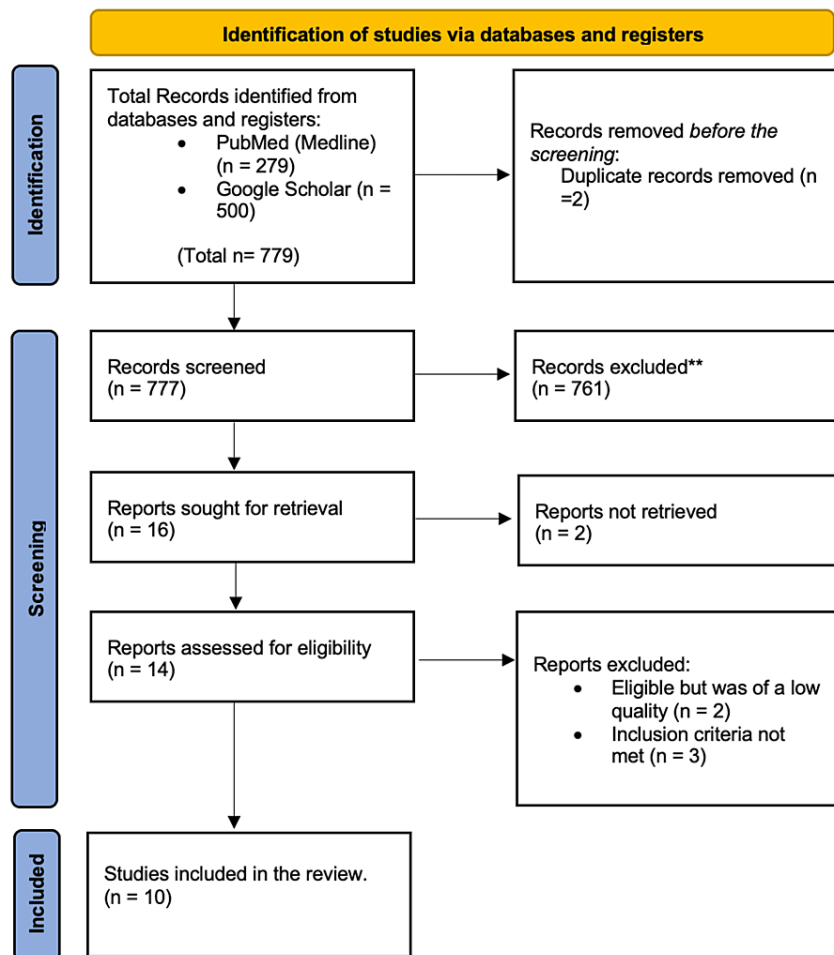 Identification of studies via databases and registers
Identification
Total Records identified from
databases and registers:
• PubMed (Medline)
(n = 279)
• Google Scholar (n =
500)
(Total n= 779)
Records removed before the
screening:
Duplicate records removed (n
=2)
Screening
Records screened
(n = 777)
Records excluded**
(n = 761)
Reports sought for retrieval
(n = 16)
Reports not retrieved
(n = 2)
Reports assessed for eligibility
(n = 14)
Reports excluded:
• Eligible but was of a low
quality (n = 2)
• Inclusion criteria not
met (n = 3)
Included
Studies included in the review.
(n = 10)